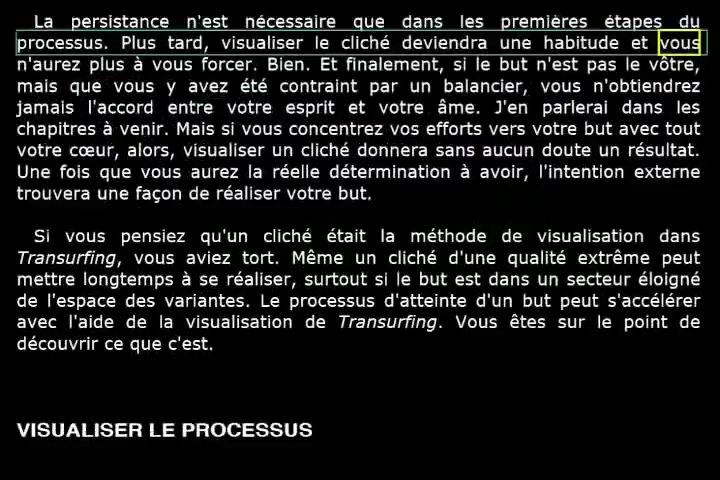 La persistance n'est nécessaire que dans les premières étapes du
processus. Plus tard, visualiser le cliché deviendra une habitude et vous
n'aurez plus à vous forcer. Bien. Et finalement, si le but n'est pas le vôtre,
mais que vous y avez été contraint par un balancier, vous n'obtiendrez
jamais l'accord entre votre esprit et votre âme. J'en parlerai dans les
chapitres à venir. Mais si vous concentrez vos efforts vers votre but avec tout
votre cœur, alors, visualiser un cliché donnera sans aucun doute un résultat.
Une fois que vous aurez la réelle détermination à avoir, l'intention externe
trouvera une façon de réaliser votre but.
Si vous pensiez qu'un cliché était la méthode de visualisation dans
Transurfing, vous aviez tort. Même un cliché d'une qualité extrême peut
mettre longtemps à se réaliser, surtout si le but est dans un secteur éloigné
de l'espace des variantes. Le processus d'atteinte d'un but peut s'accélérer
avec l'aide de la visualisation de Transurfing. Vous êtes sur le point de
découvrir ce que c'est.
VISUALISER LE PROCESSUS